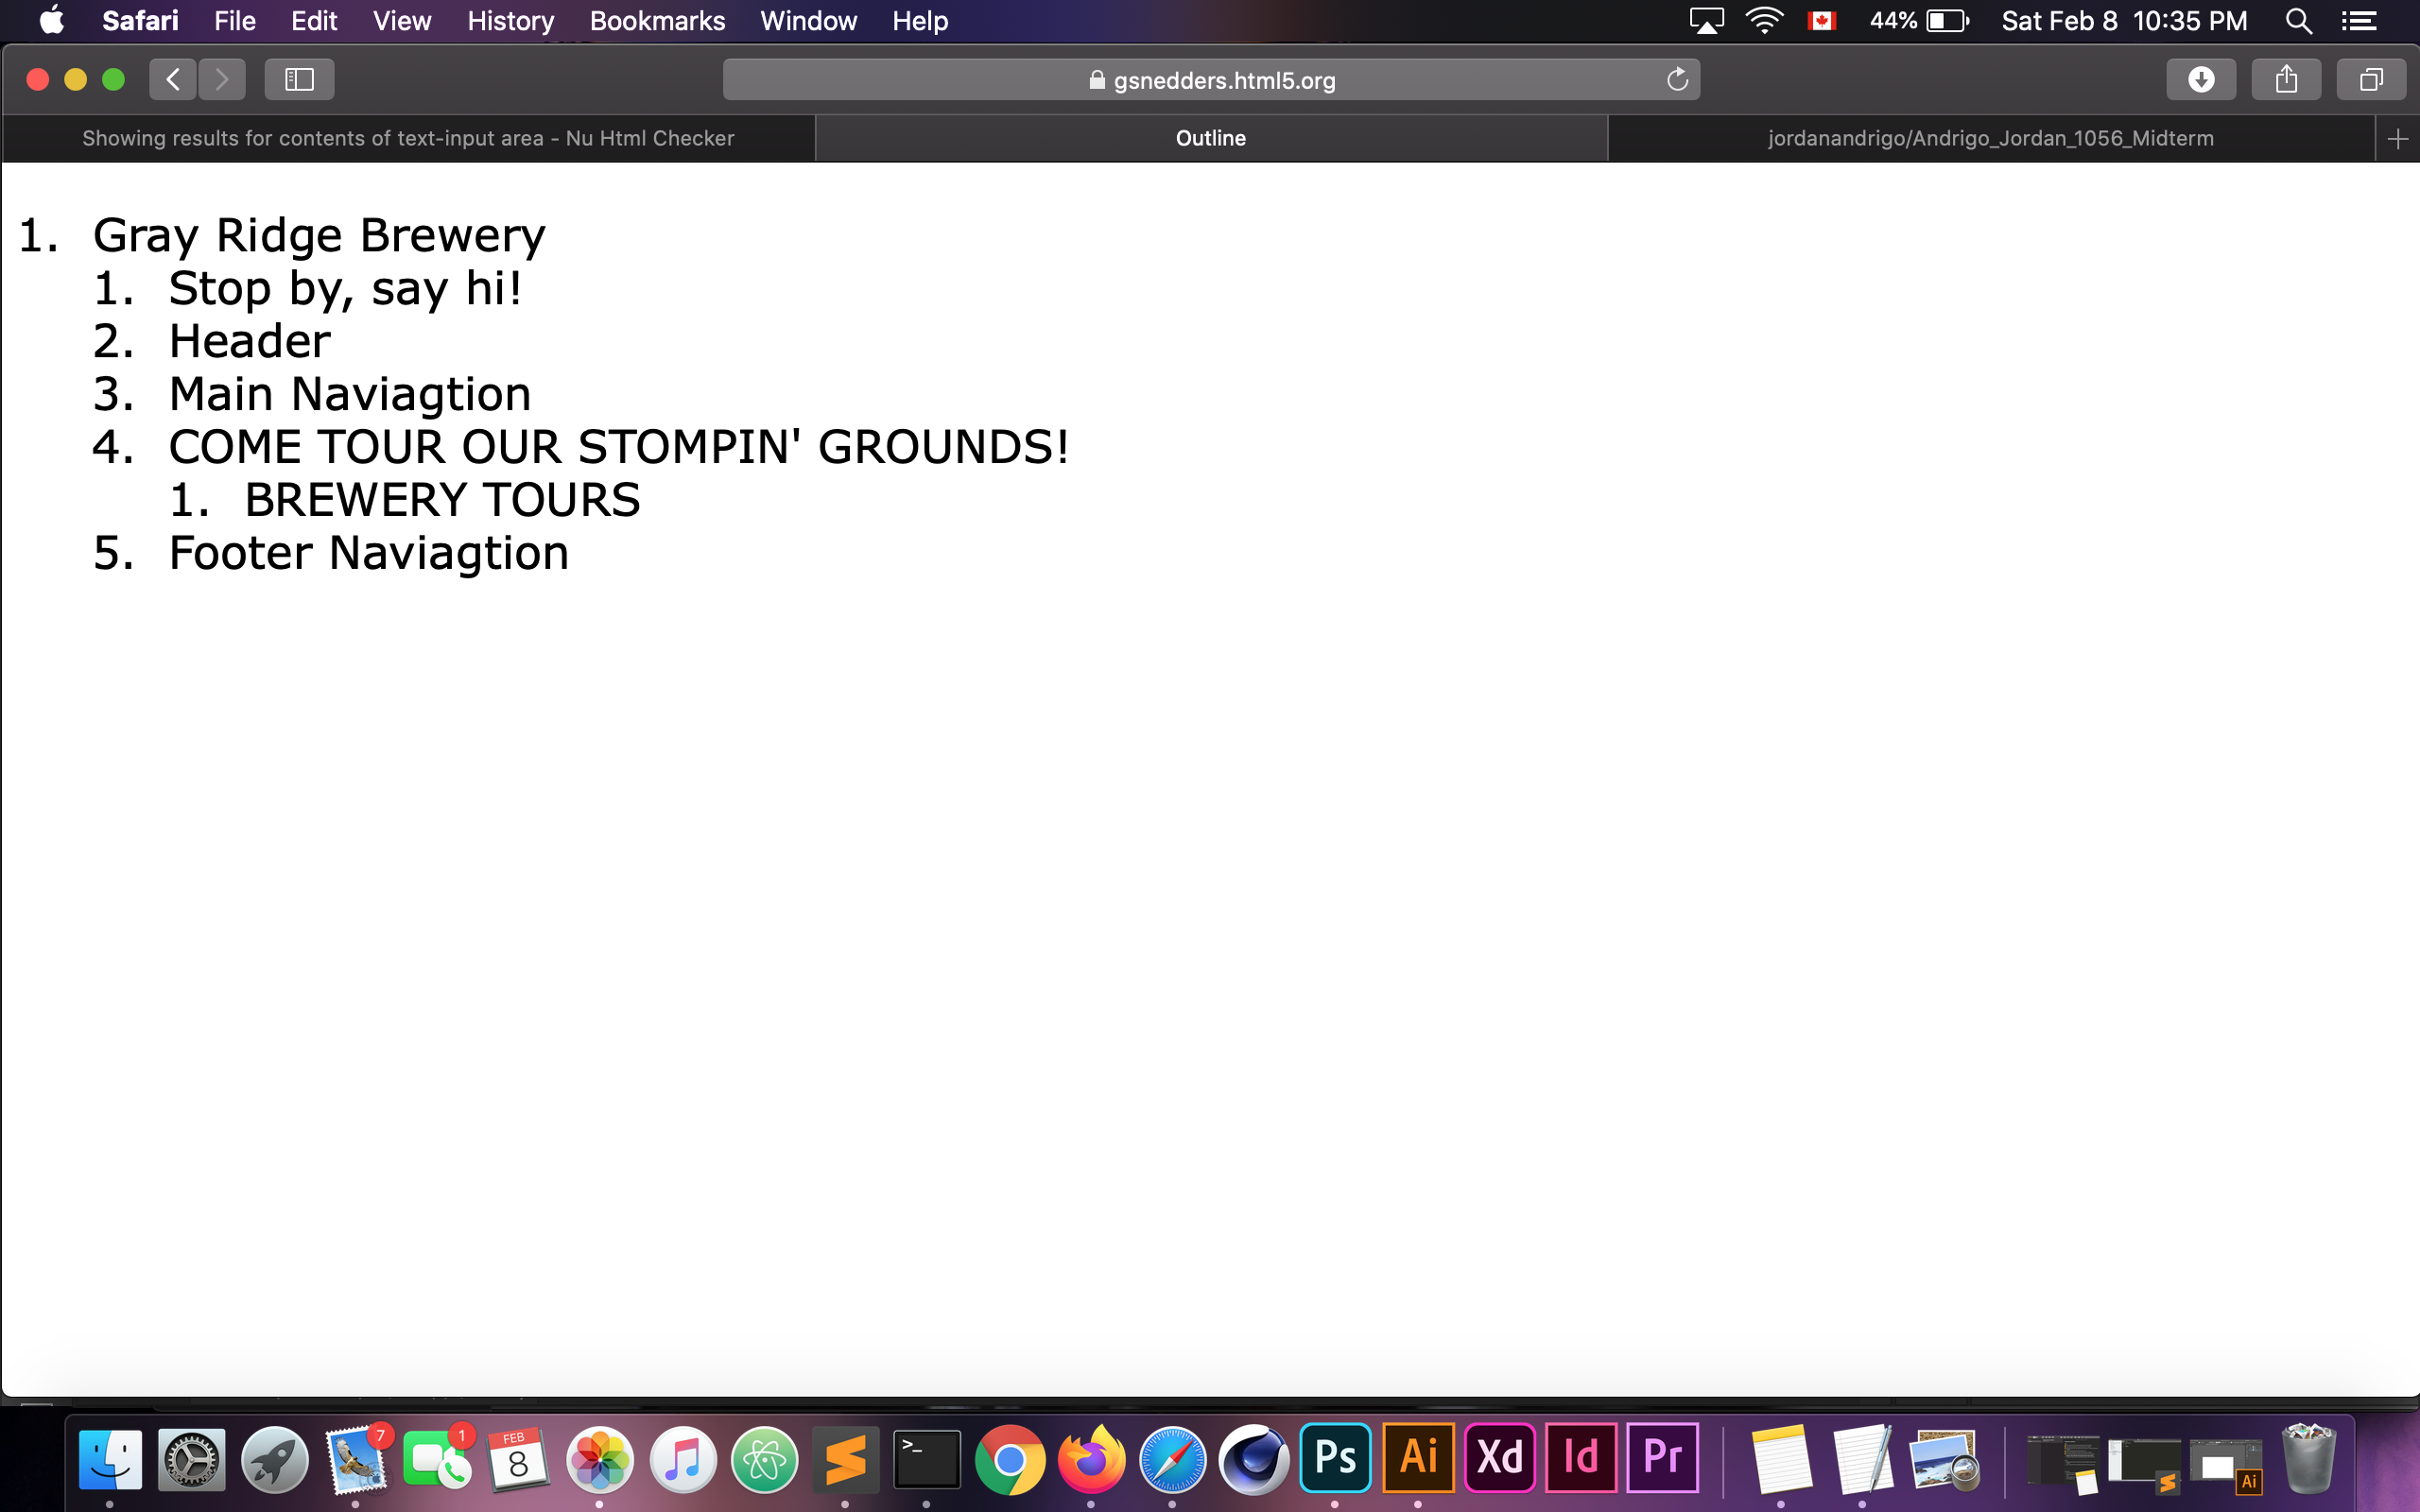 Safari File Edit View History Bookmarks Window Help 44% Sat Feb 8 10:35 PM
gsnedders.html5.org
Showing results for contents of text-input area - Nu Html Checker Outline jordanandrigo/Andrigo_Jordan_1056_Midterm
1. Gray Ridge Brewery
1. Stop by, say hi!
2. Header
3. Main Naviagtion
4. COME TOUR OUR STOMPIN' GROUNDS!
1. BREWERY TOURS
5. Footer Naviagtion
7 1 FEB 8 >_ Ps Ai Xd Id Pr Ai